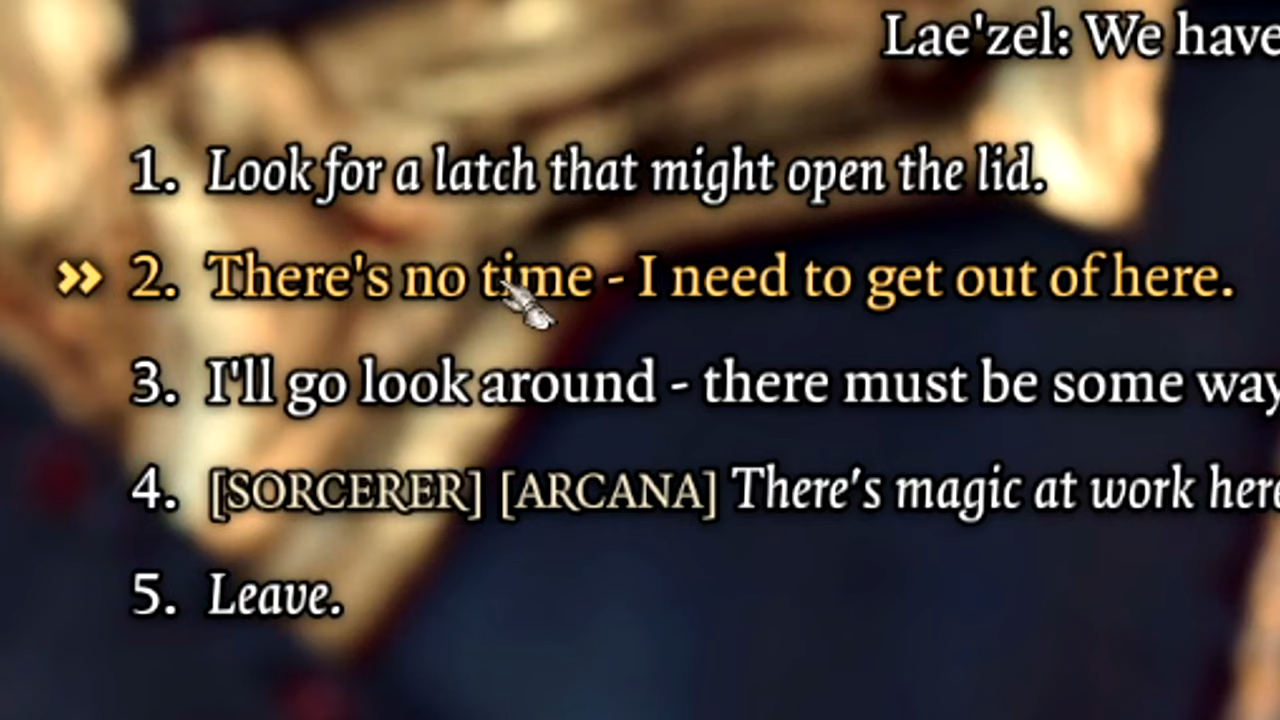 Lae'zel: We have
1. Look for a latch that might open the lid.
» 2. There's no time - I need to get out of here.
3. I'll go look around - there must be some way
4. [SORCERER] [ARCANA] There's magic at work here
5. Leave.